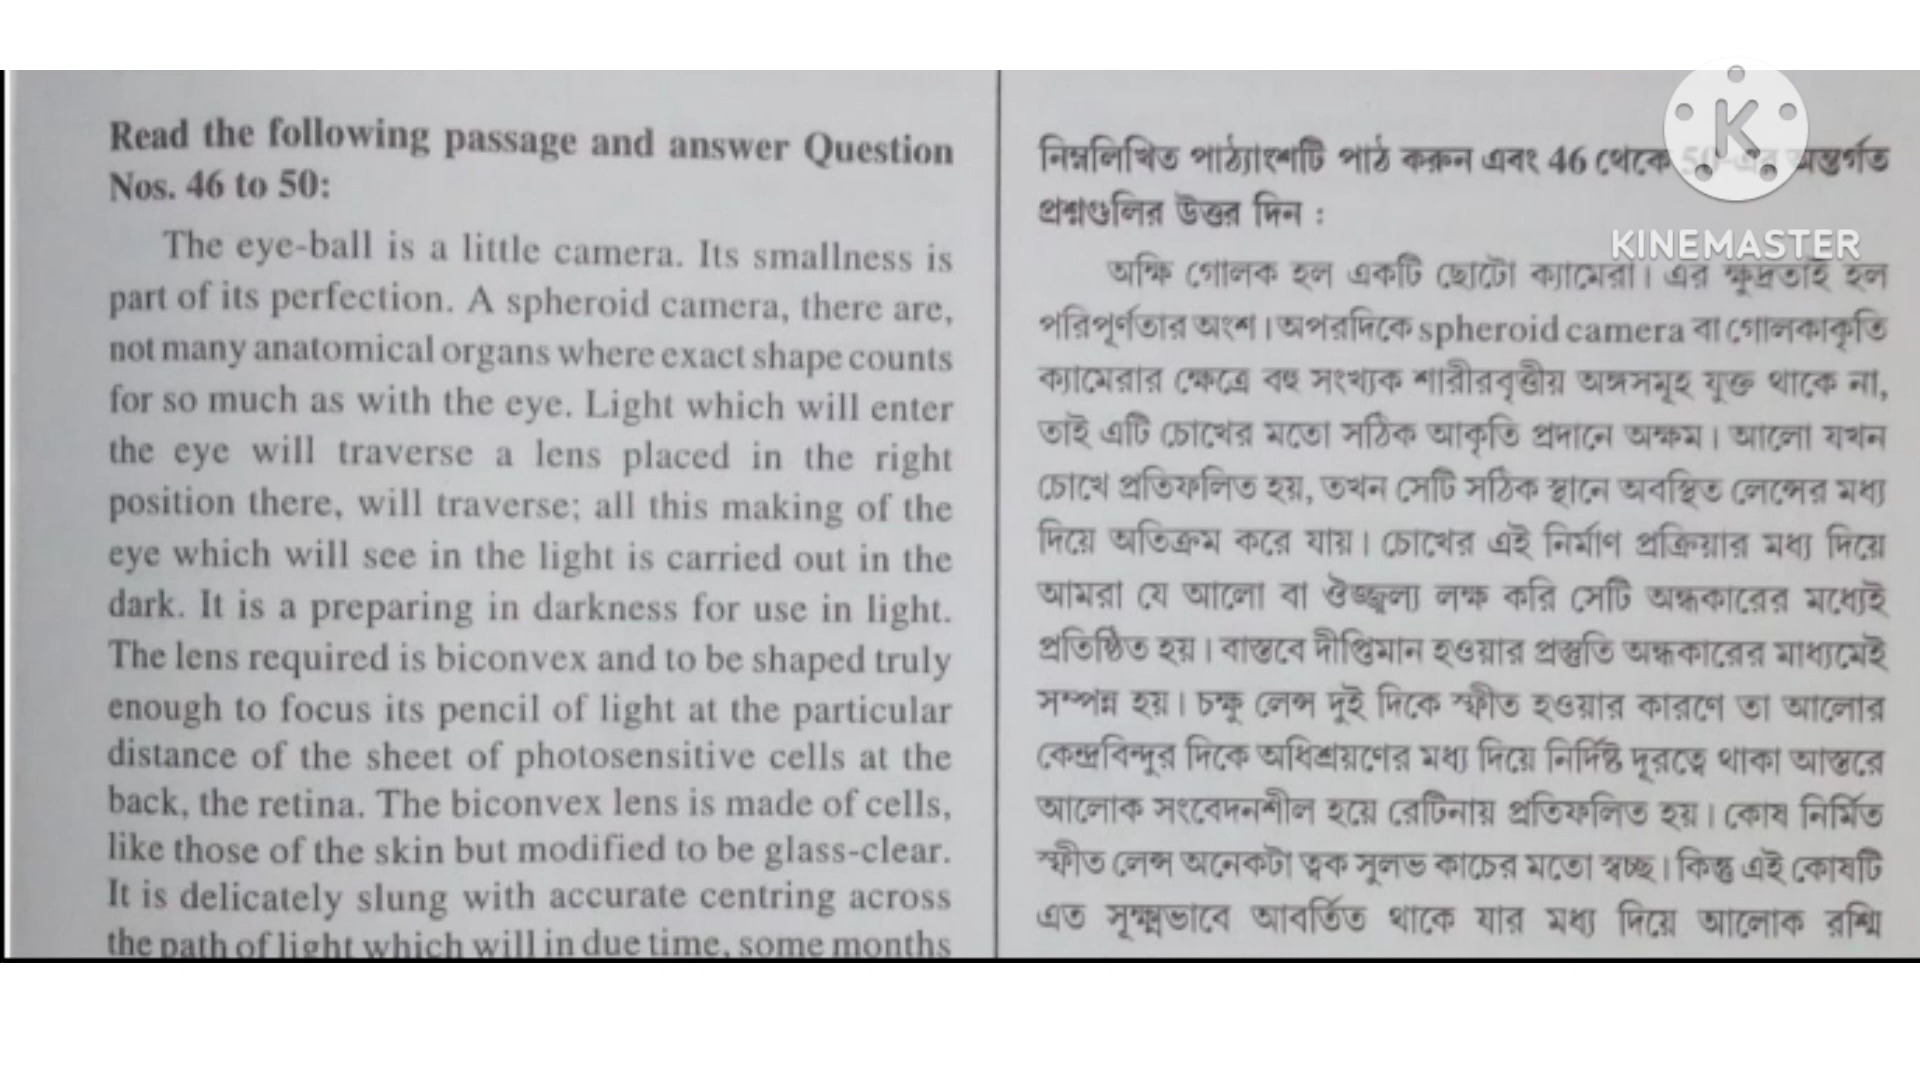 Read the following passage and answer Question
Nos. 46 to 50:
The eye-ball is a little camera. Its smallness is
part of its perfection. A spheroid camera, there are,
not many anatomical organs where exact shape counts
for so much as with the eye. Light which will enter
the eye will traverse a lens placed in the right
position there, will traverse; all this making of the
eye which will see in the light is carried out in the
dark. It is a preparing in darkness for use in light.
The lens required is biconvex and to be shaped truly
enough to focus its pencil of light at the particular
distance of the sheet of photosensitive cells at the
back, the retina. The biconvex lens is made of cells,
like those of the skin but modified to be glass-clear.
It is delicately slung with accurate centring across
the path of light which will in due time, some months
নিম্নলিখিত পাঠ্যাংশটি পাঠ করুন এবং 46 থেকে 50-এর অন্তর্গত
প্রশ্নগুলির উত্তর দিন :
অক্ষি গোলক হল একটি ছোটো ক্যামেরা। এর ক্ষুদ্রতাই হল
পরিপূর্ণতার অংশ। অপরদিকে spheroid camera বা গোলকাকৃতি
ক্যামেরার ক্ষেত্রে বহু সংখ্যক শারীরবৃত্তীয় অঙ্গসমূহ যুক্ত থাকে না,
তাই এটি চোখের মতো সঠিক আকৃতি প্রদানে অক্ষম। আলো যখন
চোখে প্রতিফলিত হয়, তখন সেটি সঠিক স্থানে অবস্থিত লেন্সের মধ্য
দিয়ে অতিক্রম করে যায়। চোখের এই নির্মাণ প্রক্রিয়ার মধ্য দিয়ে
আমরা যে আলো বা ঔজ্জ্বল্য লক্ষ করি সেটি অন্ধকারের মধ্যেই
প্রতিষ্ঠিত হয়। বাস্তবে দীপ্তিমান হওয়ার প্রস্তুতি অন্ধকারের মাধ্যমেই
সম্পন্ন হয়। চক্ষু লেন্স দুই দিকে স্ফীত হওয়ার কারণে তা আলোর
কেন্দ্রবিন্দুর দিকে অধিশ্রয়ণের মধ্য দিয়ে নির্দিষ্ট দূরত্বে থাকা আস্তরে
আলোক সংবেদনশীল হয়ে রেটিনায় প্রতিফলিত হয়। কোষ নির্মিত
স্ফীত লেন্স অনেকটা ত্বক সুলভ কাচের মতো স্বচ্ছ। কিন্তু এই কোষটি
এত সূক্ষ্মভাবে আবর্তিত থাকে যার মধ্য দিয়ে আলোক রশ্মি
K
KINEMASTER